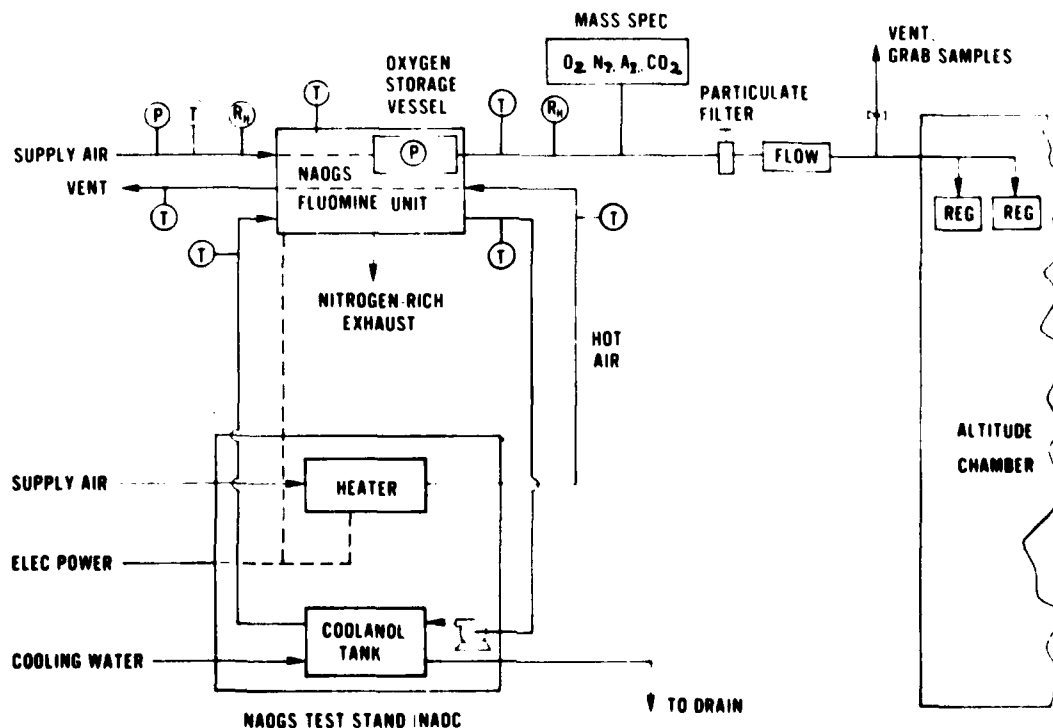 MASS SPEC
O2 N2 A2 CO2
VENT,
GRAB SAMPLES
OXYGEN
STORAGE
VESSEL
PARTICULATE
FILTER
P
T
RH
T
T
RH
SUPPLY AIR
P
FLOW
NAOGS
VENT
FLUOMINE UNIT
REG
REG
T
T
T
T
NITROGEN-RICH
EXHAUST
HOT
AIR
ALTITUDE
CHAMBER
SUPPLY AIR
HEATER
ELEC POWER
COOLANOL
TANK
COOLING WATER
TO DRAIN
NAOGS TEST STAND (NADC